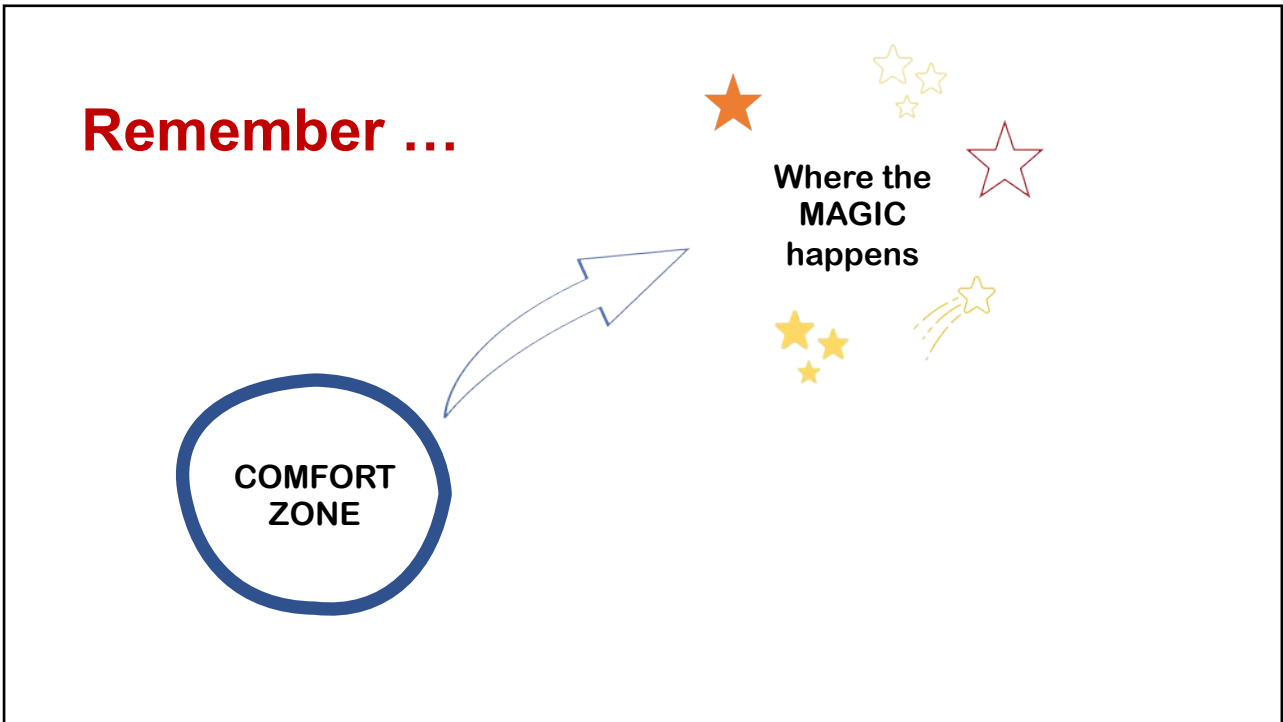 Remember …
Where the
MAGIC
happens
COMFORT
ZONE